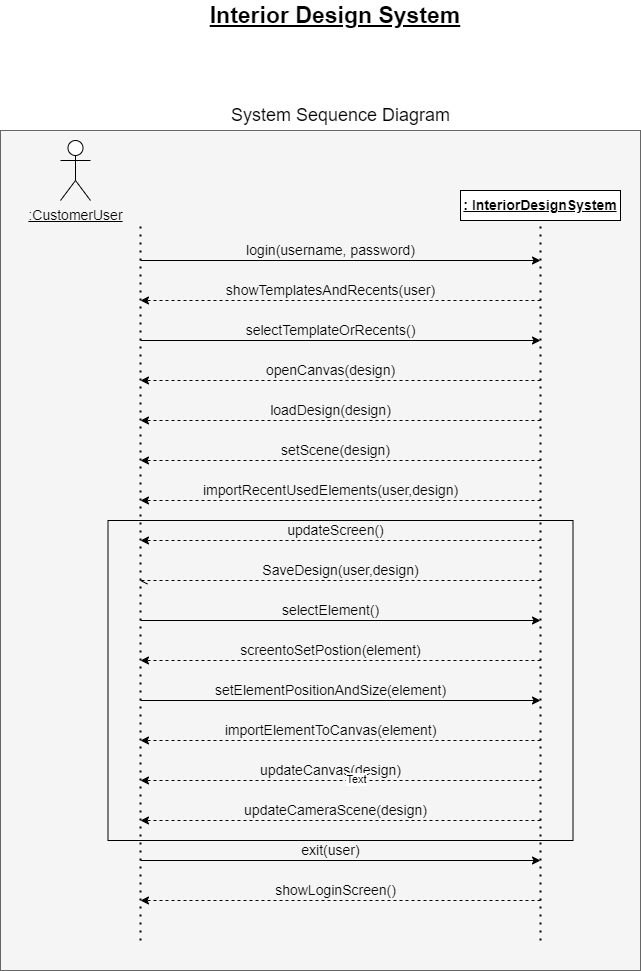 Interior Design System
System Sequence Diagram
:CustomerUser
: InteriorDesignSystem
login(username, password)
showTemplatesAndRecents(user)
selectTemplateOrRecents()
openCanvas(design)
loadDesign(design)
setScene(design)
importRecentUsedElements(user,design)
updateScreen()
SaveDesign(user,design)
selectElement()
screentoSetPostion(element)
setElementPositionAndSize(element)
importElementToCanvas(element)
updateCanvas(design)
Text
updateCameraScene(design)
exit(user)
showLoginScreen()